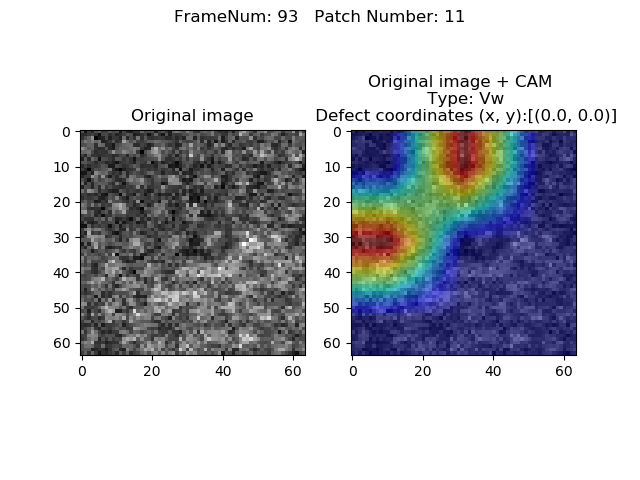 FrameNum: 93   Patch Number: 11
Original image
Original image + CAM
Type: Vw
Defect coordinates (x, y):[(0.0, 0.0)]
0
10
20
30
40
50
60
0 20 40 60
0
10
20
30
40
50
60
0 20 40 60